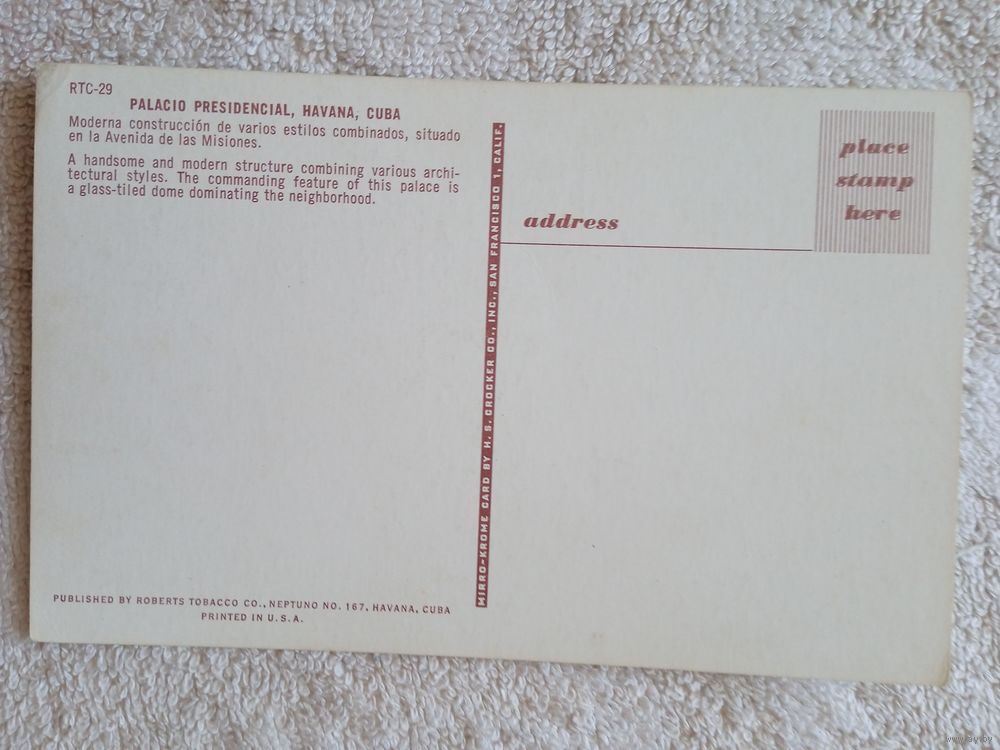 RTC-29
PALACIO PRESIDENCIAL, HAVANA, CUBA
Moderna construcción de varios estilos combinados, situado
en la Avenida de las Misiones.
A handsome and modern structure combining various archi-
tectural styles. The commanding feature of this palace is
a glass-tiled dome dominating the neighborhood.
PUBLISHED BY ROBERTS TOBACCO CO., NEPTUNO NO. 167, HAVANA, CUBA
PRINTED IN U.S.A.
MIRRO-KROME CARD BY H. S. CROCKER CO., INC., SAN FRANCISCO 1, CALIF.
address
place
stamp
here